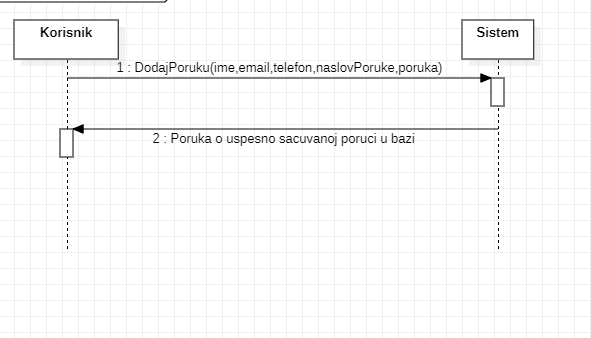 Korisnik
Sistem
1 : DodajPoruku(ime,email,telefon,naslovPoruke,poruka)
2 : Poruka o uspesno sacuvanoj poruci u bazi